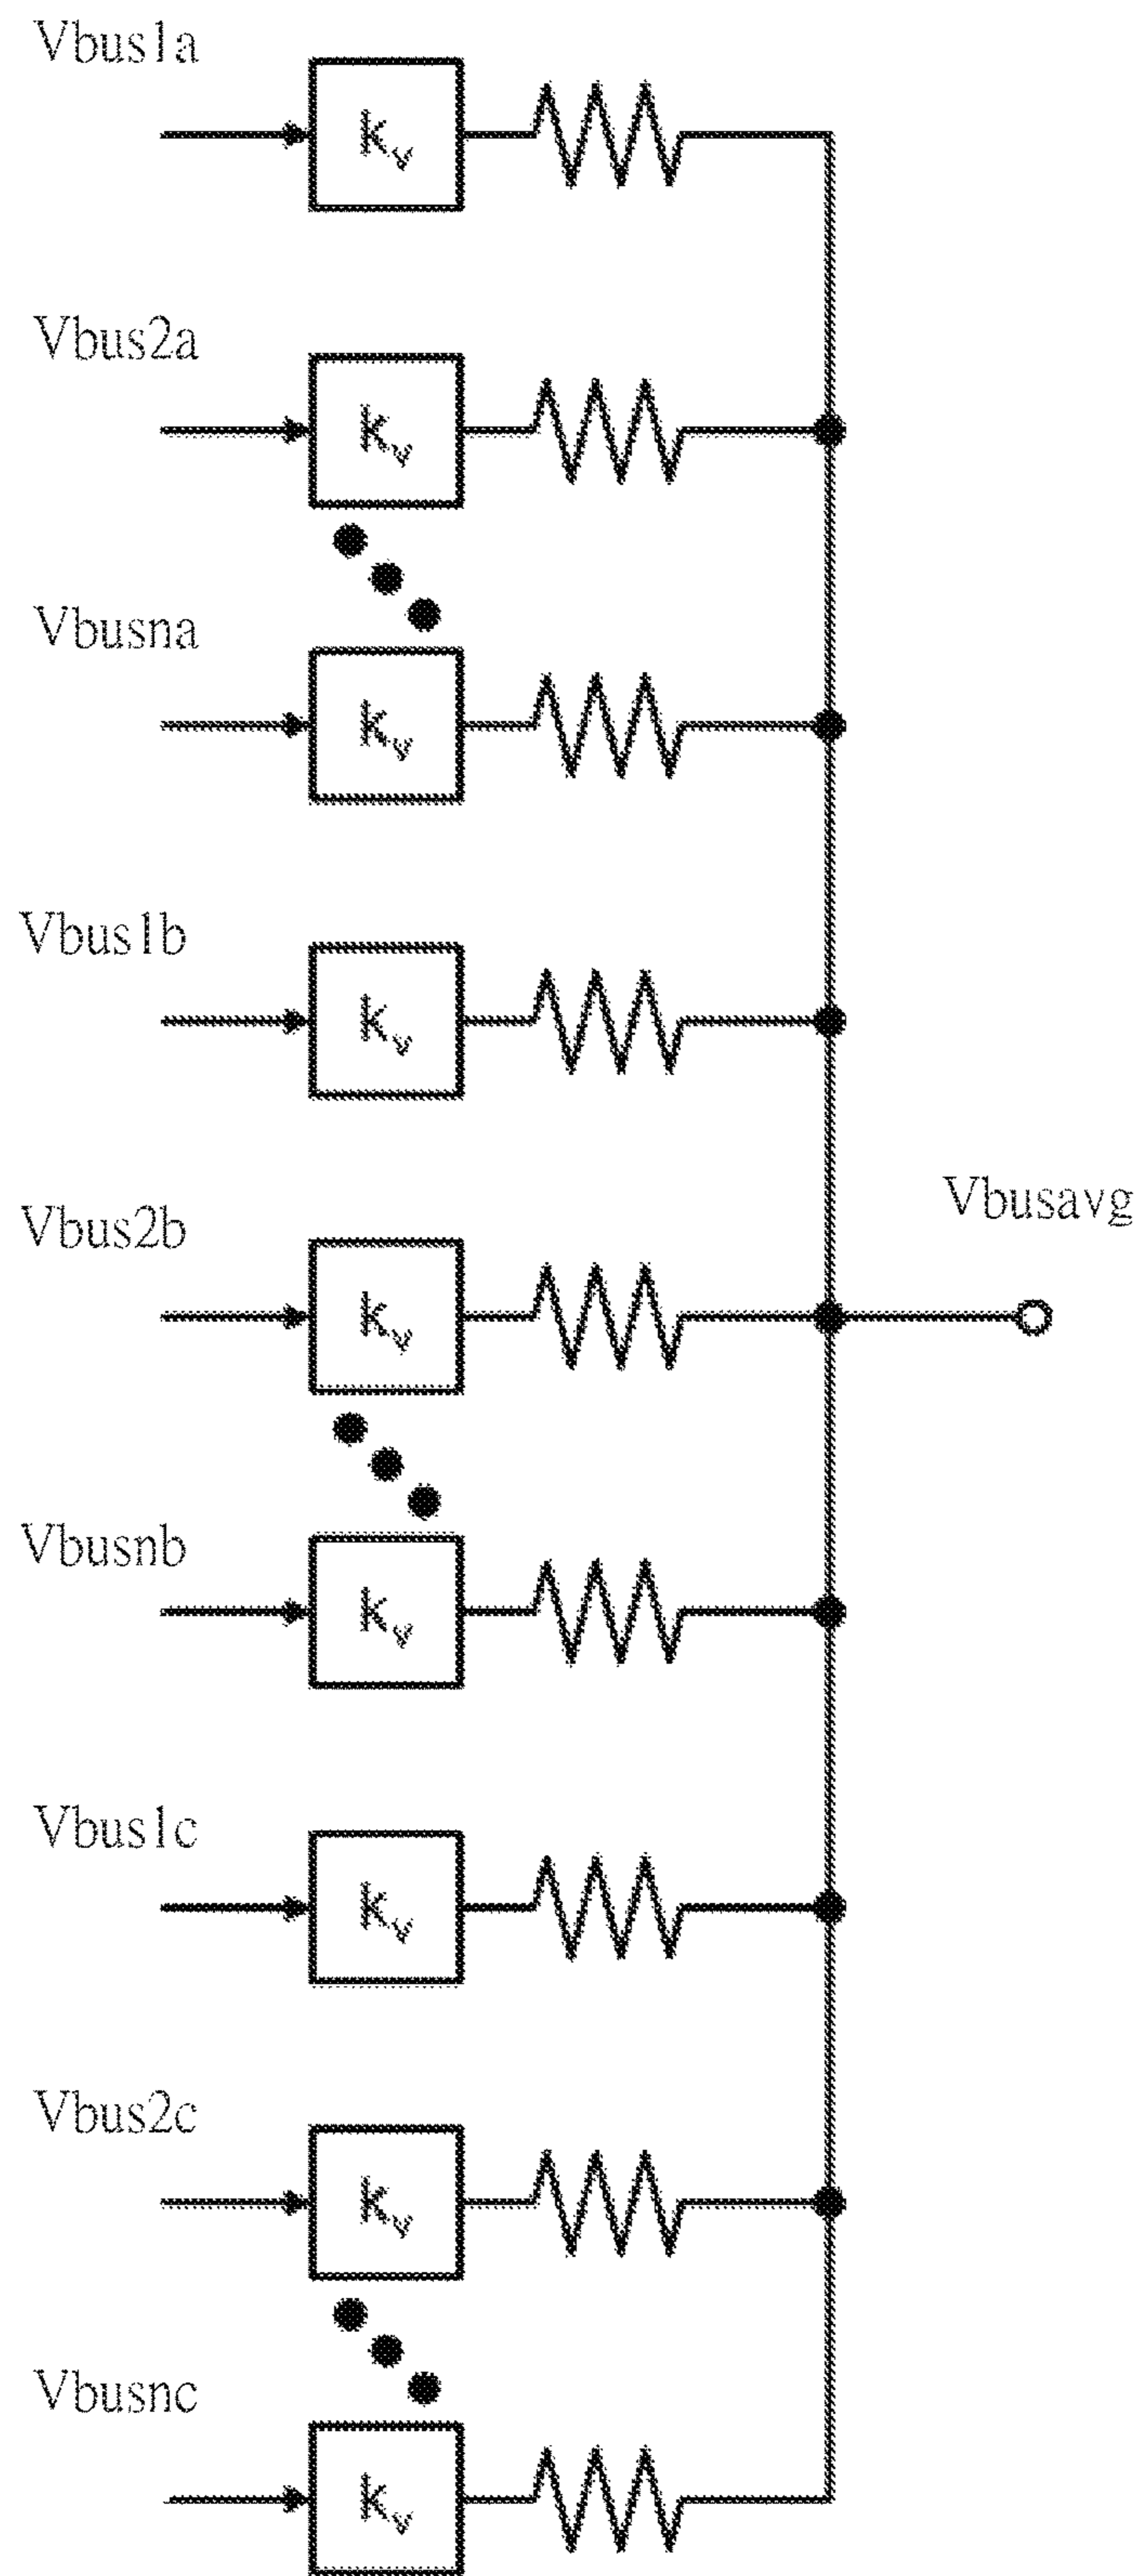 Vbus1a
kv
Vbus2a
kv
Vbusna
kv
Vbus1b
kv
Vbus2b
kv
Vbusavg
Vbusnb
kv
Vbus1c
kv
Vbus2c
kv
Vbusnc
kv